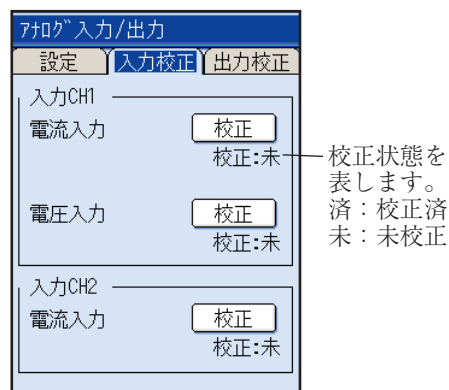 アナログ入力/出力
設定 入力校正 出力校正
入力CH1
電流入力 校正
校正:未
電圧入力 校正
校正:未
入力CH2
電流入力 校正
校正:未
校正状態を
表します。
済：校正済
未：未校正